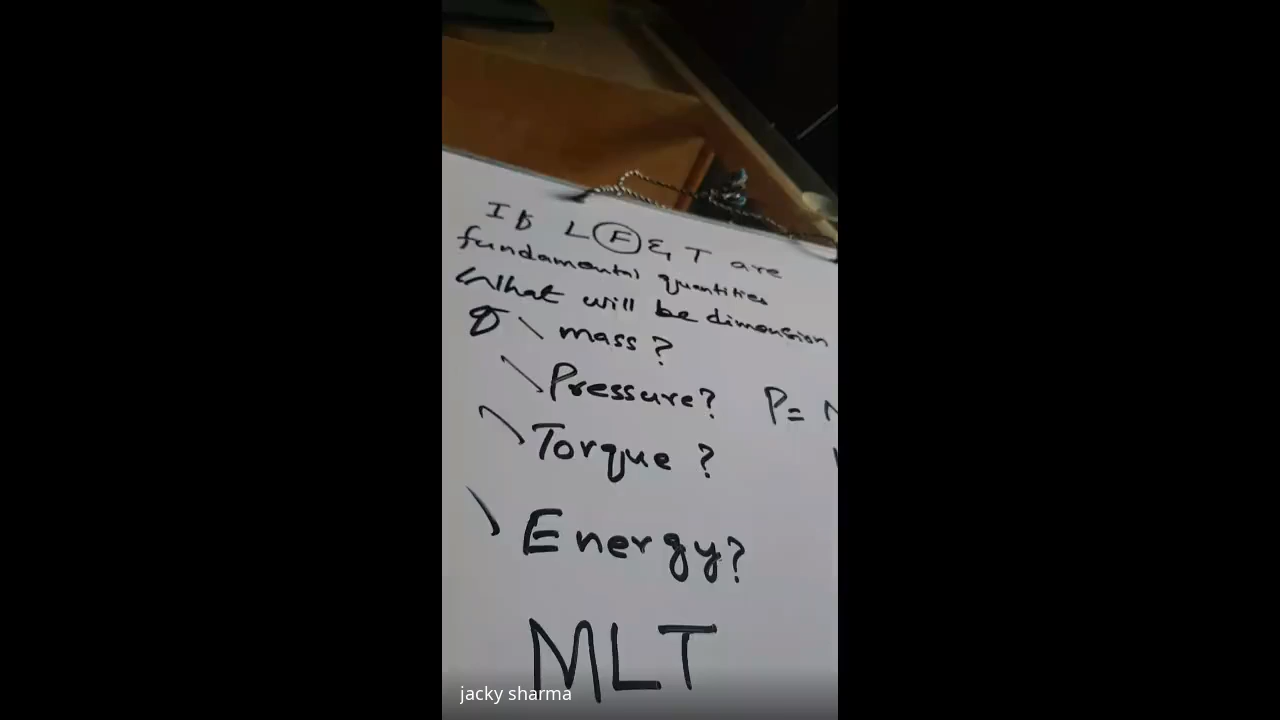 If L F & T are
fundamental quantities
What will be dimension
of mass?
Pressure? P=
Torque?
Energy?
MLT
jacky sharma